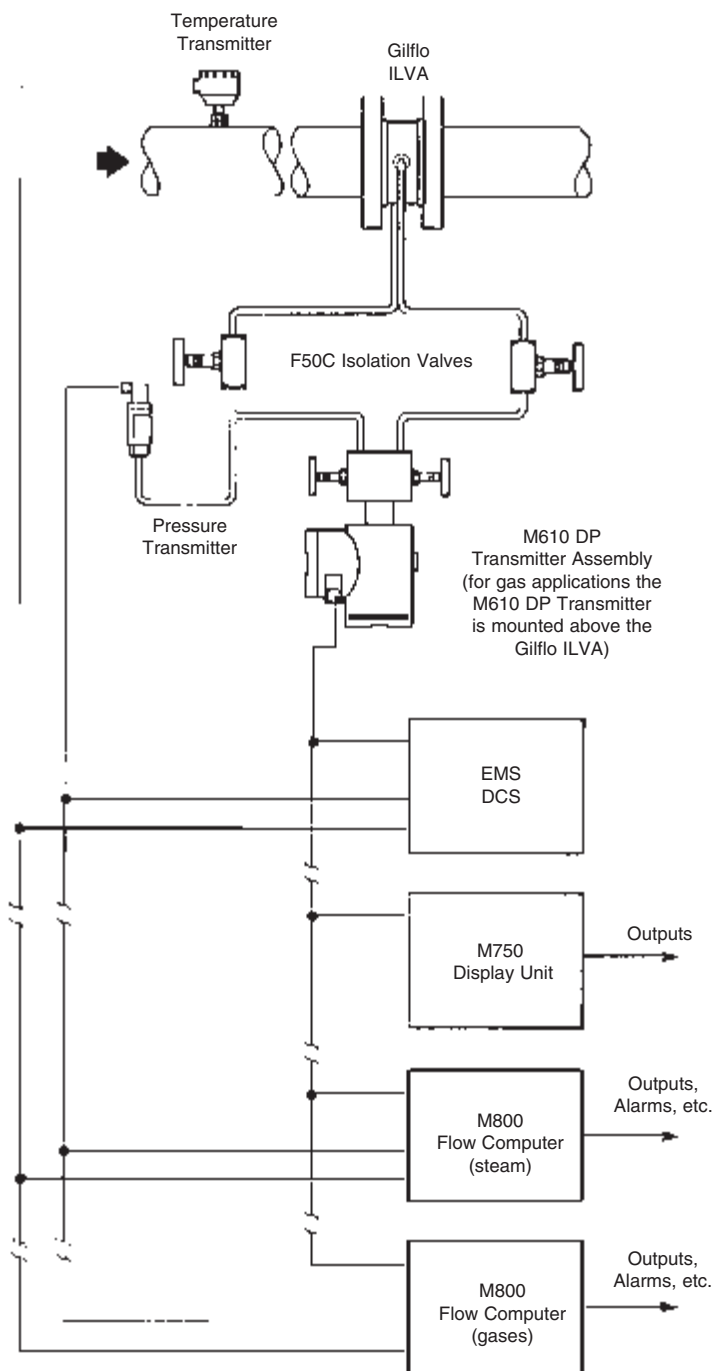 Temperature
Transmitter
Gilflo
ILVA
F50C Isolation Valves
Pressure
Transmitter
M610 DP
Transmitter Assembly
(for gas applications the
M610 DP Transmitter
is mounted above the
Gilflo ILVA)
EMS
DCS
M750
Display Unit
Outputs
M800
Flow Computer
(steam)
Outputs,
Alarms, etc.
M800
Flow Computer
(gases)
Outputs,
Alarms, etc.